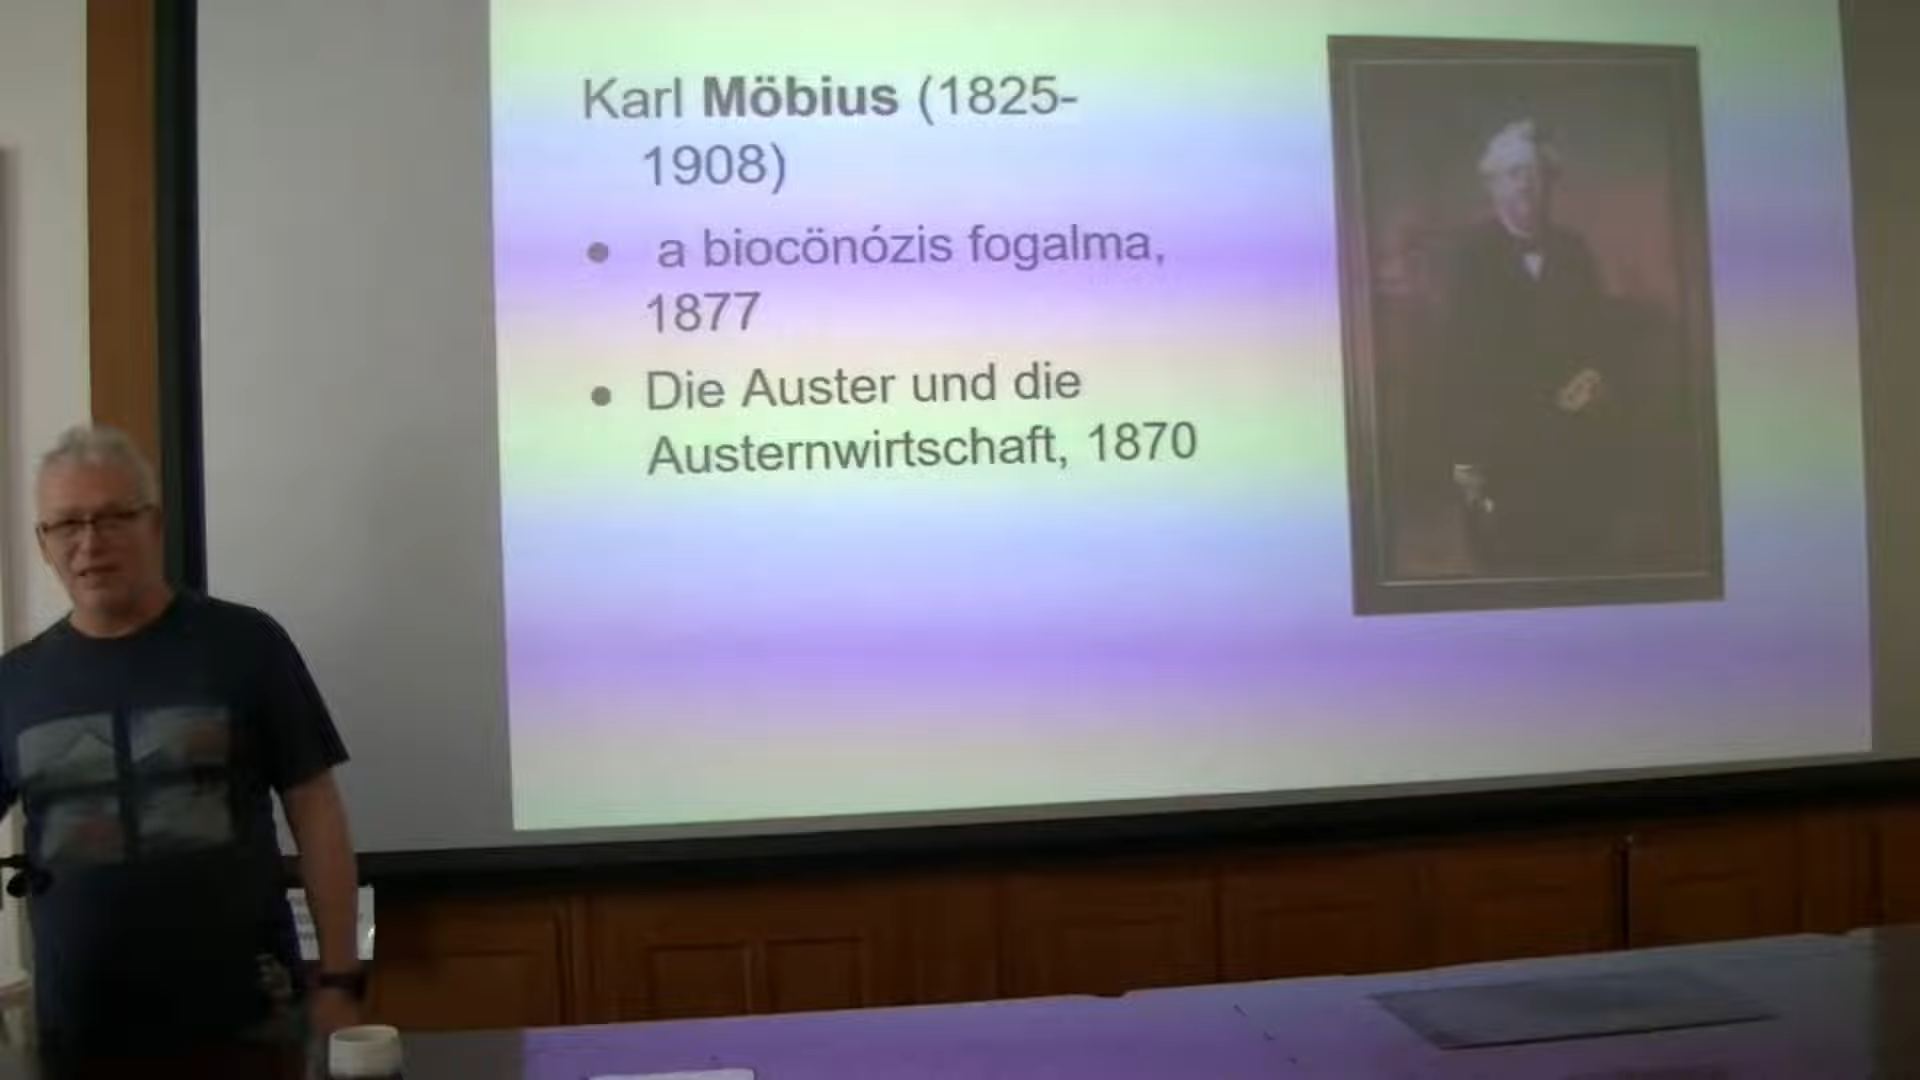 Karl Möbius (1825-
1908)
• a biocönózis fogalma,
1877
• Die Auster und die
Austernwirtschaft, 1870